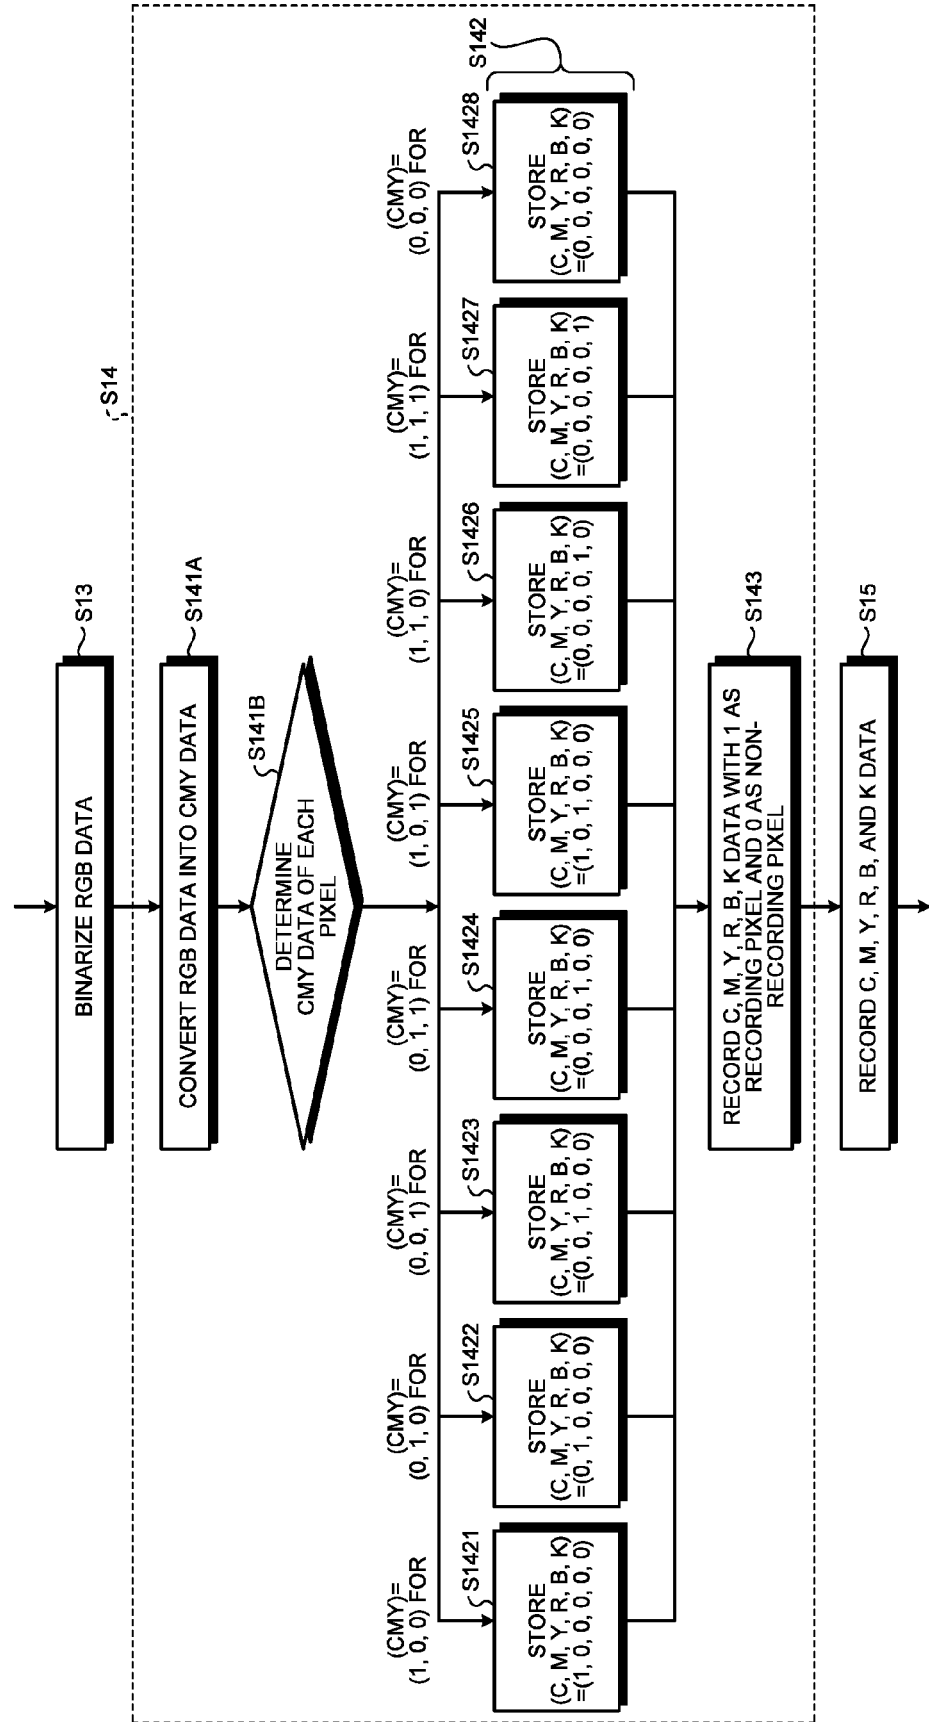 S13
BINARIZE RGB DATA
S14
S141A
CONVERT RGB DATA INTO CMY DATA
S141B
DETERMINE
CMY DATA OF EACH
PIXEL
(CMY)=
(1, 0, 0) FOR
S1421
STORE
(C, M, Y, R, B, K)
=(1, 0, 0, 0, 0, 0)
(CMY)=
(0, 1, 0) FOR
S1422
STORE
(C, M, Y, R, B, K)
=(0, 1, 0, 0, 0, 0)
(CMY)=
(0, 0, 1) FOR
S1423
STORE
(C, M, Y, R, B, K)
=(0, 0, 1, 0, 0, 0)
(CMY)=
(0, 1, 1) FOR
S1424
STORE
(C, M, Y, R, B, K)
=(0, 0, 0, 1, 0, 0)
(CMY)=
(1, 0, 1) FOR
S1425
STORE
(C, M, Y, R, B, K)
=(1, 0, 1, 0, 0, 0)
(CMY)=
(1, 1, 0) FOR
S1426
STORE
(C, M, Y, R, B, K)
=(0, 0, 0, 0, 1, 0)
(CMY)=
(1, 1, 1) FOR
S1427
STORE
(C, M, Y, R, B, K)
=(0, 0, 0, 0, 0, 1)
(CMY)=
(0, 0, 0) FOR
S1428
STORE
(C, M, Y, R, B, K)
=(0, 0, 0, 0, 0, 0)
S142
S143
RECORD C, M, Y, R, B, K DATA WITH 1 AS
RECORDING PIXEL AND 0 AS NON-
RECORDING PIXEL
S15
RECORD C, M, Y, R, B, AND K DATA